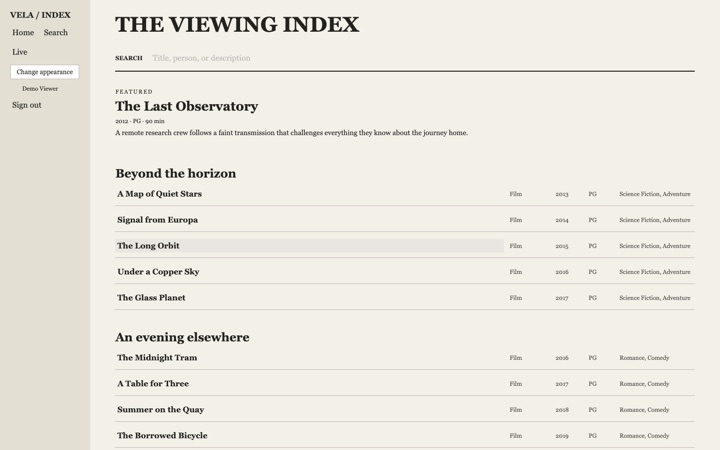 VELA / INDEX
Home Search
Live
Change appearance
Demo Viewer
Sign out
THE VIEWING INDEX
SEARCH Title, person, or description
FEATURED
The Last Observatory
2012 · PG · 90 min
A remote research crew follows a faint transmission that challenges everything they know about the journey home.
Beyond the horizon
A Map of Quiet Stars Film 2013 PG Science Fiction, Adventure
Signal from Europa Film 2014 PG Science Fiction, Adventure
The Long Orbit Film 2015 PG Science Fiction, Adventure
Under a Copper Sky Film 2016 PG Science Fiction, Adventure
The Glass Planet Film 2017 PG Science Fiction, Adventure
An evening elsewhere
The Midnight Tram Film 2016 PG Romance, Comedy
A Table for Three Film 2017 PG Romance, Comedy
Summer on the Quay Film 2018 PG Romance, Comedy
The Borrowed Bicycle Film 2019 PG Romance, Comedy